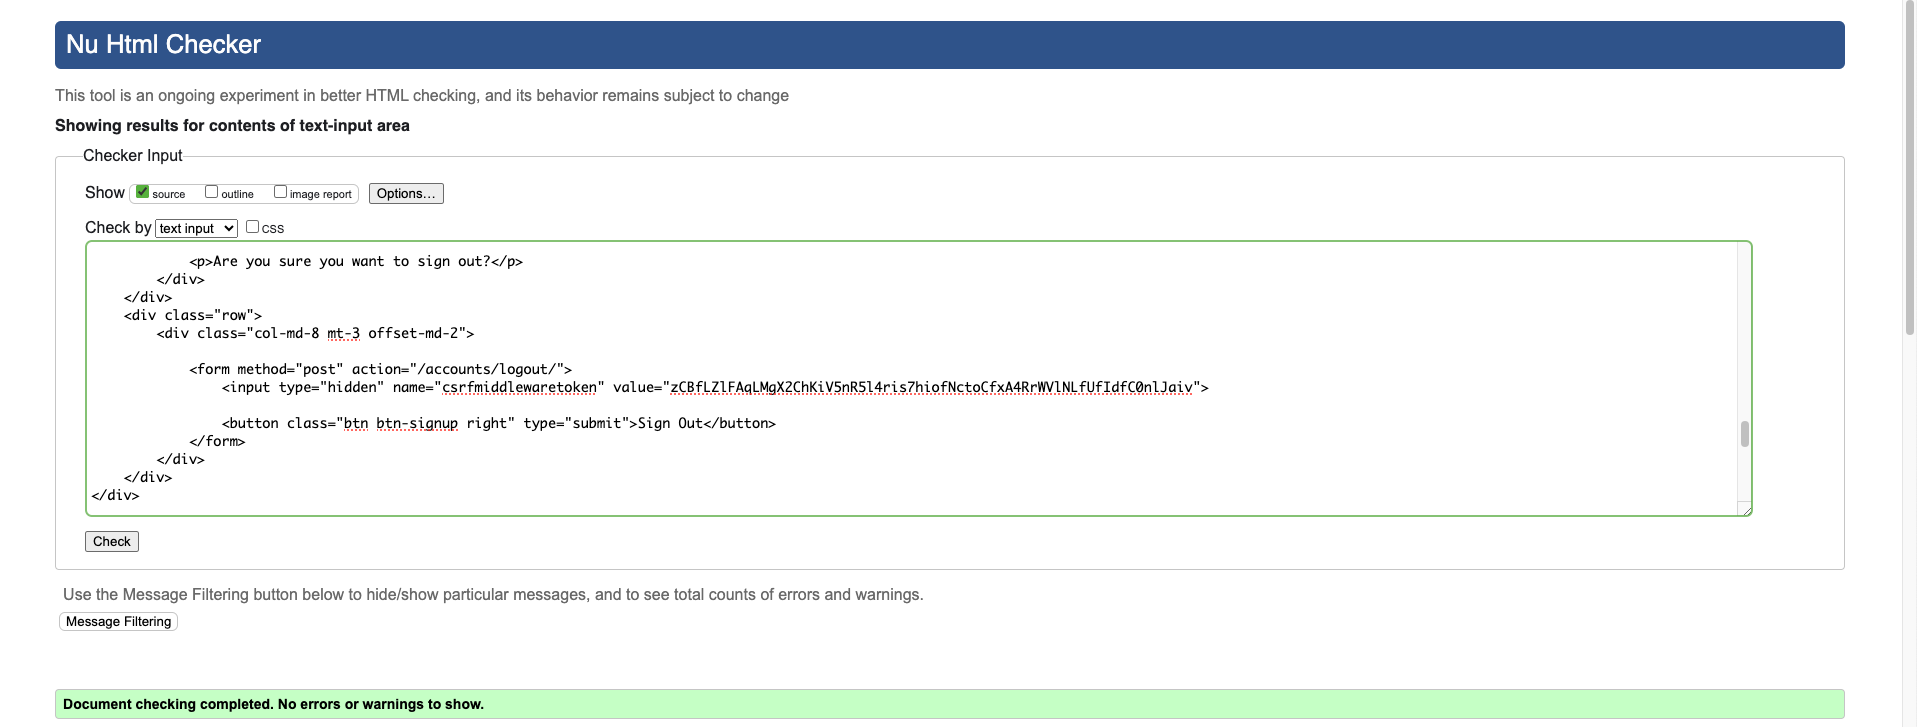 Nu Html Checker
This tool is an ongoing experiment in better HTML checking, and its behavior remains subject to change
Showing results for contents of text-input area
Checker Input
Show source outline image report Options...
Check by text input css
<p>Are you sure you want to sign out?</p>
</div>
</div>
<div class="row">
<div class="col-md-8 mt-3 offset-md-2">
<form method="post" action="/accounts/logout/">
<input type="hidden" name="csrfmiddlewaretoken" value="zCBfLZlFAqLMgX2ChKiV5nR5l4ris7hiofNctoCfxA4RrWVlNLfUfIdfC0nlJaiv">
<button class="btn btn-signup right" type="submit">Sign Out</button>
</form>
</div>
</div>
</div>
Check
Use the Message Filtering button below to hide/show particular messages, and to see total counts of errors and warnings.
Message Filtering
Document checking completed. No errors or warnings to show.